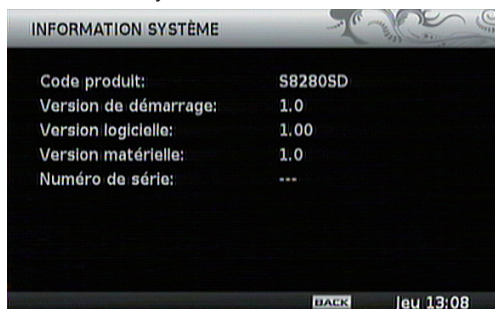 INFORMATION SYSTÈME
Code produit: S8280SD
Version de démarrage: 1.0
Version logicielle: 1.00
Version matérielle: 1.0
Numéro de série: ---
BACK Jeu 13:08